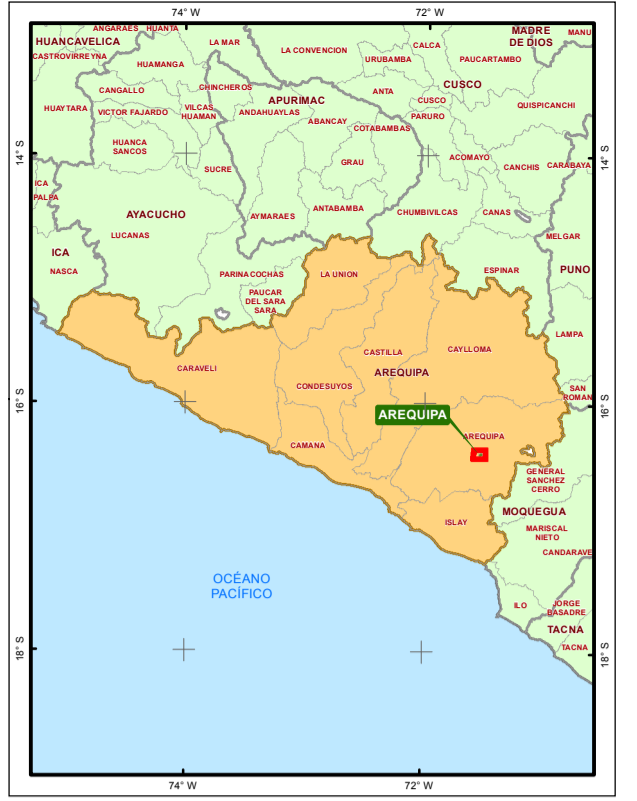 74° W
72° W
ANGARAES
HUANTA
MADRE
DE DIOS
MANU
HUANCAVELICA
LA MAR
LA CONVENCION
CALCA
CASTROVIRREYNA
HUAMANGA
URUBAMBA
PAUCARTAMBO
CANGALLO
CHINCHEROS
ANTA
CUSCO
HUAYTARA
VICTOR FAJARDO
VILCAS
HUAMAN
APURIMAC
ANDAHUAYLAS
ABANCAY
CUSCO
PARURO
QUISPICANCHI
COTABAMBAS
14° S
HUANCA
SANCOS
SUCRE
GRAU
ACOMAYO
CANCHIS
CARABAYA
14° S
ICA
PALPA
AYACUCHO
LUCANAS
AYMARAES
ANTABAMBA
CHUMBIVILCAS
CANAS
MELGAR
ICA
NASCA
PARINACOCHAS
LA UNION
ESPINAR
PUNO
PAUCAR
DEL SARA
SARA
LAMPA
CARAVELI
CASTILLA
CAYLLOMA
CONDESUYOS
AREQUIPA
SAN
ROMAN
16° S
16° S
AREQUIPA
AREQUIPA
CAMANA
GENERAL
SANCHEZ
CERRO
MOQUEGUA
ISLAY
MARISCAL
NIETO
CANDARAVE
OCÉANO
PACÍFICO
ILO
JORGE
BASADRE
TACNA
TACNA
18° S
18° S
74° W
72° W